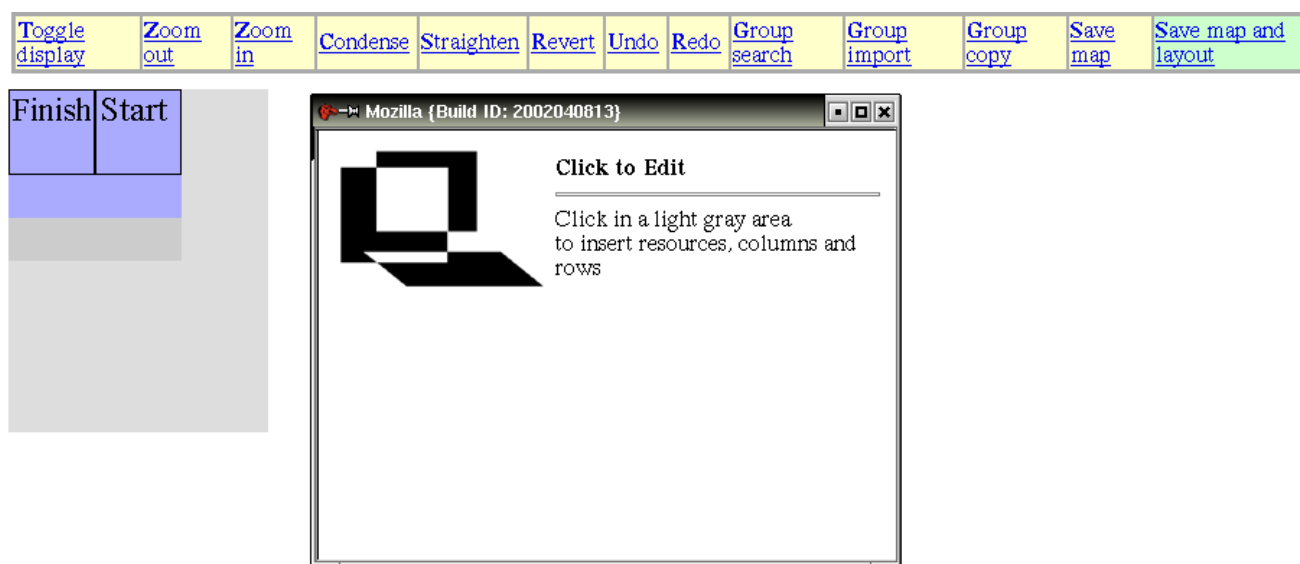 Toggle display Zoom out Zoom in Condense Straighten Revert Undo Redo Group search Group import Group copy Save map Save map and layout
Finish Start
Mozilla {Build ID: 2002040813}
Click to Edit
Click in a light gray area
to insert resources, columns and
rows